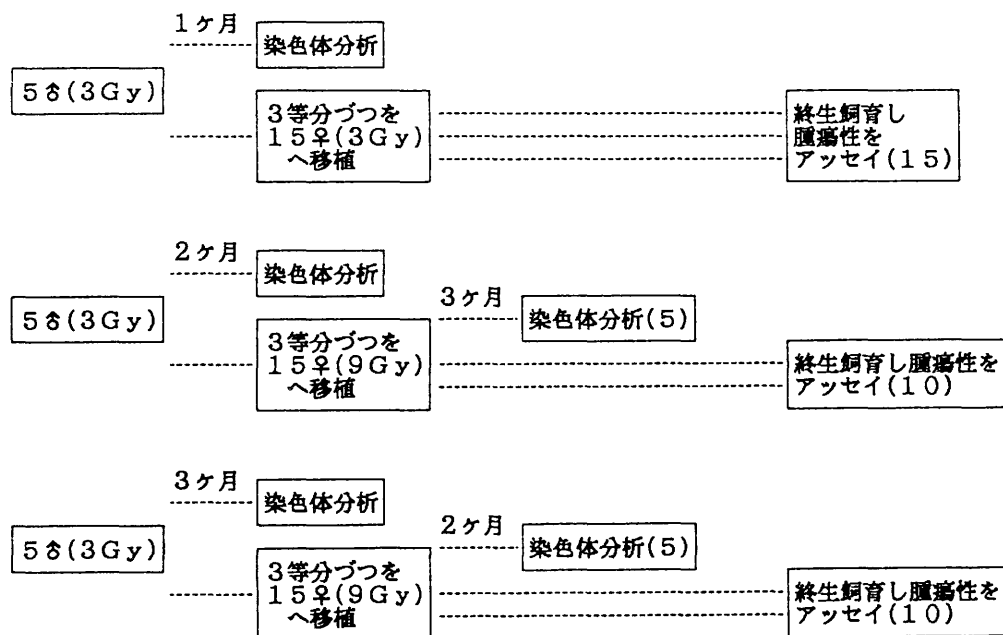 1ケ月
染色体分析
5♂(3Gy)
3等分づつを
15♀(3Gy)
へ移植
終生飼育し
腫瘍性を
アッセイ(15)
2ケ月
染色体分析
3ケ月
5♂(3Gy)
染色体分析(5)
3等分づつを
15♀(9Gy)
へ移植
終生飼育し腫瘍性を
アッセイ(10)
3ケ月
染色体分析
2ケ月
5♂(3Gy)
染色体分析(5)
3等分づつを
15♀(9Gy)
へ移植
終生飼育し腫瘍性を
アッセイ(10)